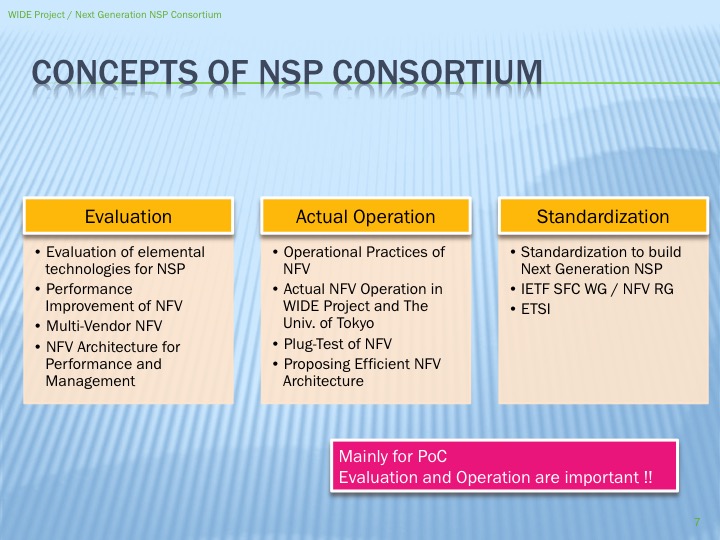 WIDE Project / Next Generation NSP Consortium
CONCEPTS OF NSP CONSORTIUM
Evaluation
• Evaluation of elemental
technologies for NSP
• Performance
Improvement of NFV
• Multi-Vendor NFV
• NFV Architecture for
Performance and
Management
Actual Operation
• Operational Practices of
NFV
• Actual NFV Operation in
WIDE Project and The
Univ. of Tokyo
• Plug-Test of NFV
• Proposing Efficient NFV
Architecture
Standardization
• Standardization to build
Next Generation NSP
• IETF SFC WG / NFV RG
• ETSI
Mainly for PoC
Evaluation and Operation are important !!
7